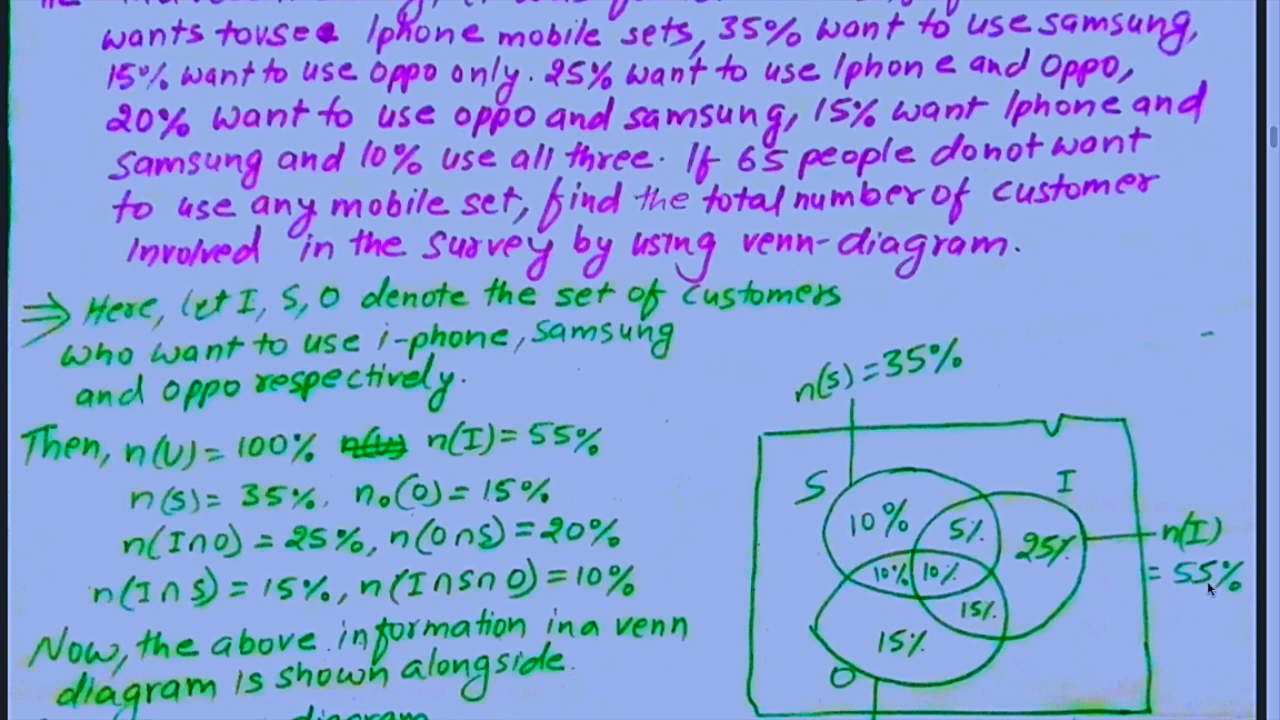 wants touse Iphone mobile sets, 35% want to use samsung,
15% want to use oppo only. 25% want to use Iphone and Oppo,
20% want to use oppo and samsung, 15% want Iphone and
Samsung and 10% use all three. If 65 people donot want
to use any mobile set, find the total number of customer
Involved in the survey by using venn-diagram.
⇒ Here, let I, S, O denote the set of customers
who want to use i-phone, samsung
and oppo respectively.
Then, n(U) = 100% n(I) = 55%
n(S) = 35%, n₀(O) = 15%
n(I∩O) = 25%, n(O∩S) = 20%
n(I∩S) = 15%, n(I∩S∩O) = 10%
Now, the above information in a venn
diagram is shown alongside.
diagram
n(S) = 35%
S
I
10%
5%
25%
n(I)
= 55%
10%
10%
15%
15%
O